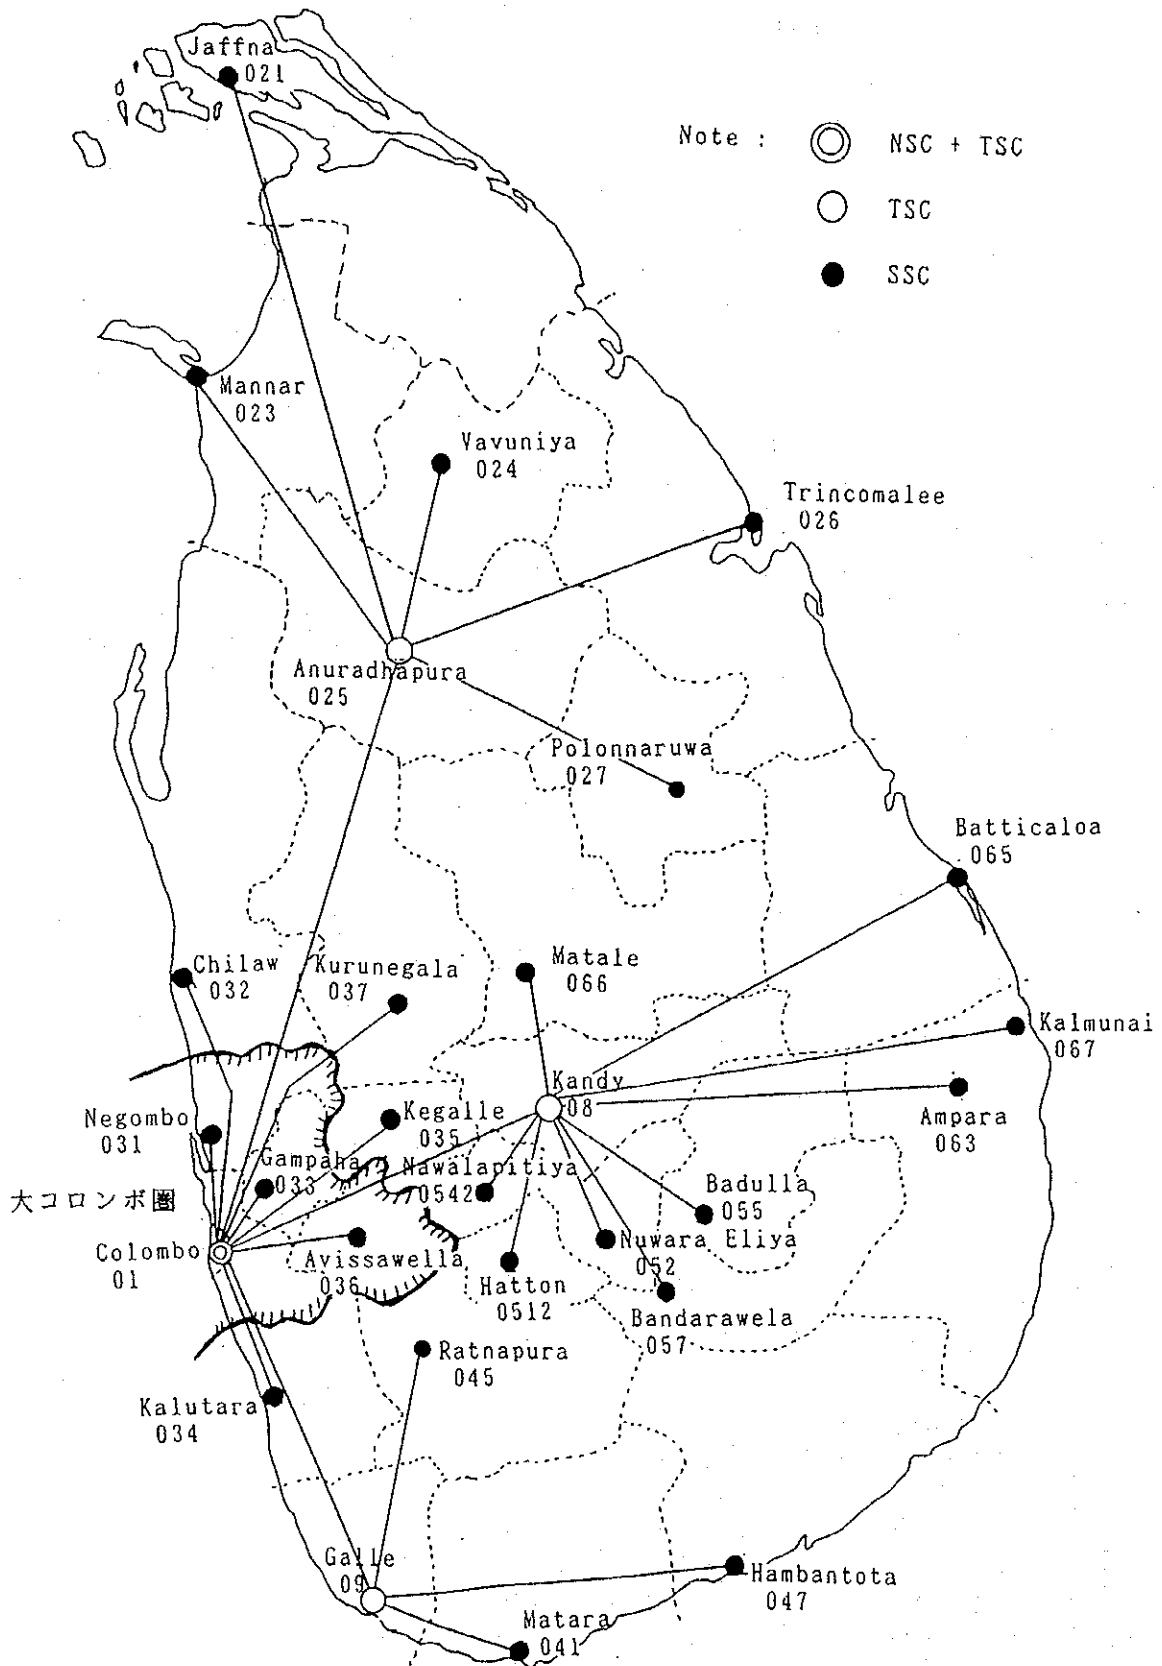 Jaffna
021
Note :
NSC + TSC
TSC
SSC
Mannar
023
Vavuniya
024
Trincomalee
026
Anuradhapura
025
Polonnaruwa
027
Batticaloa
065
Chilaw
032
Kurunegala
037
Matale
066
Kalmunai
067
Kandy
08
Ampara
063
Negombo
031
Kegalle
035
Gampaha
033
Nawalapitiya
0542
Badulla
055
大コロンボ圏
Colombo
01
Avissawella
036
Nuwara Eliya
052
Hatton
0512
Bandarawela
057
Ratnapura
045
Kalutara
034
Galle
09
Hambantota
047
Matara
041